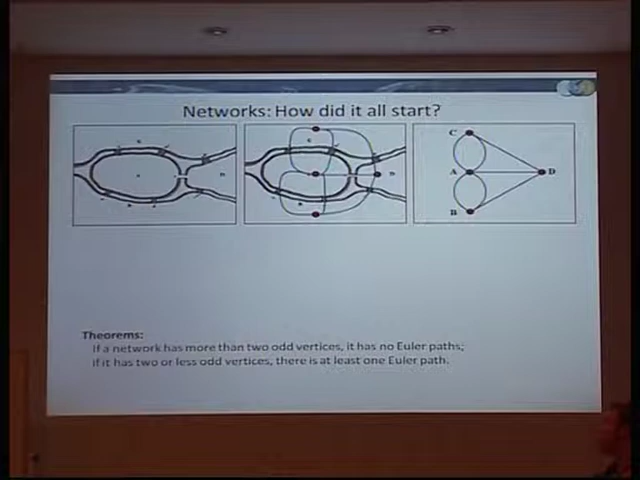 Networks: How did it all start?
C
A
D
B
Theorems:
If a network has more than two odd vertices, it has no Euler paths;
if it has two or less odd vertices, there is at least one Euler path.